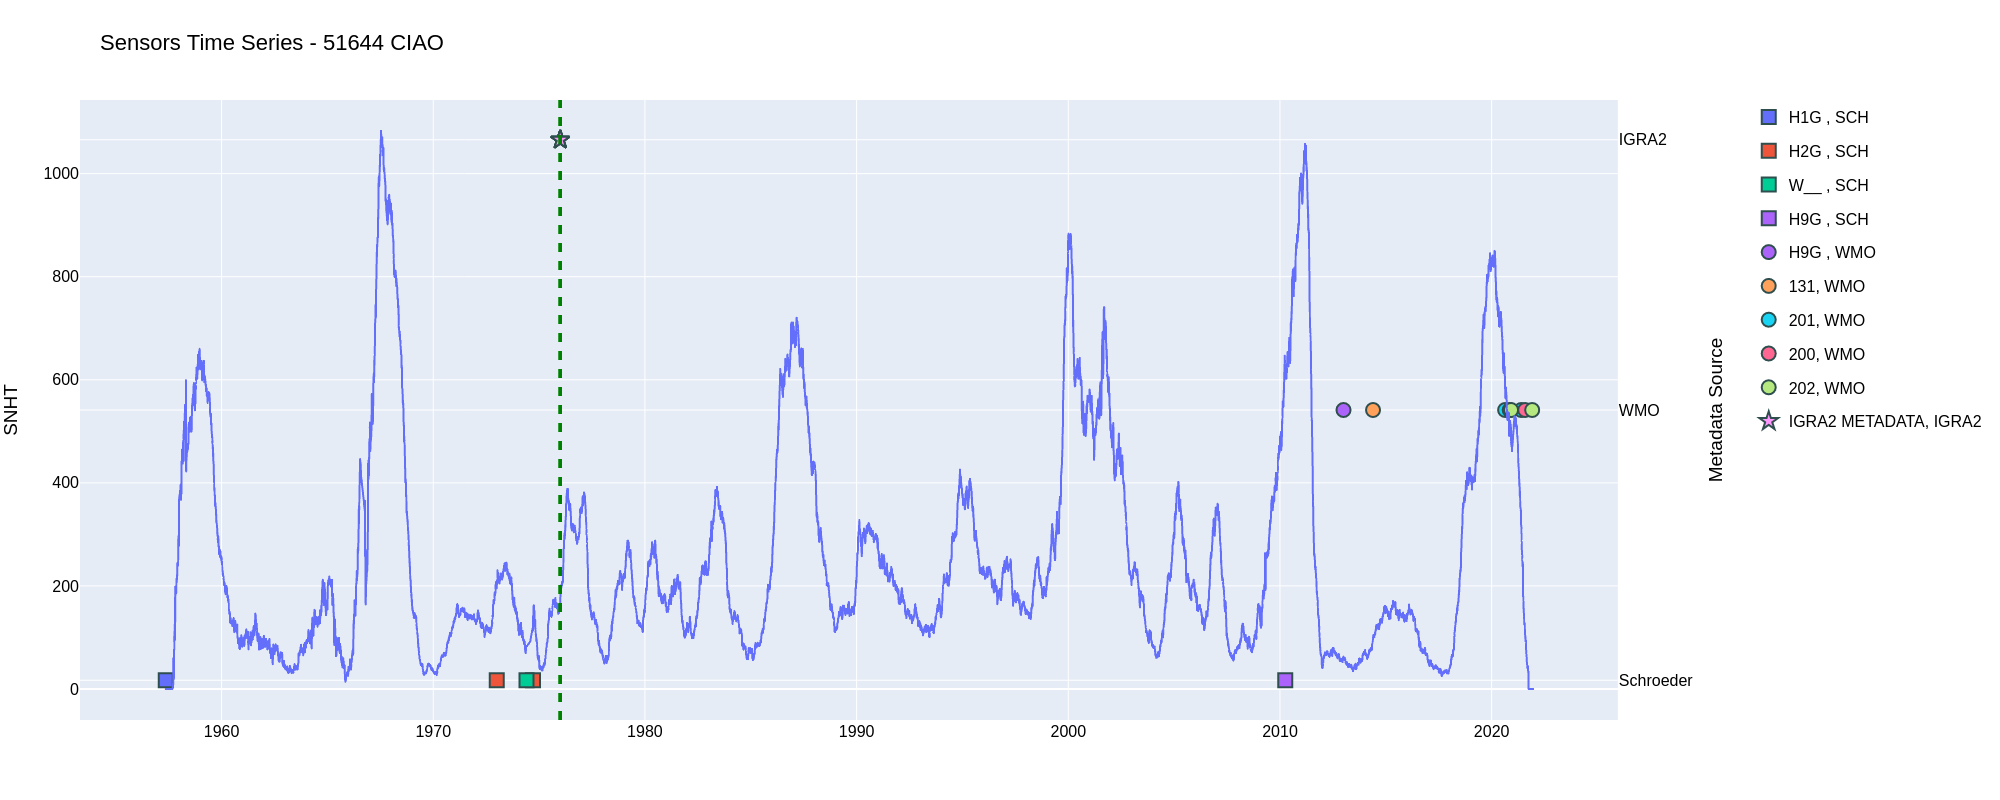 Sensors Time Series - 51644 CIAO
SNHT
1000
800
600
400
200
0
1960
1970
1980
1990
2000
2010
2020
IGRA2
WMO
Schroeder
Metadata Source
H1G , SCH
H2G , SCH
W__ , SCH
H9G , SCH
H9G , WMO
131, WMO
201, WMO
200, WMO
202, WMO
IGRA2 METADATA, IGRA2